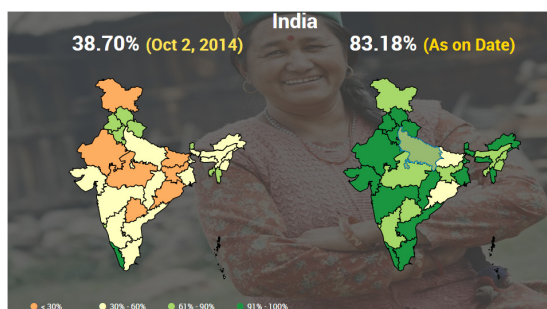 India
38.70% (Oct 2, 2014)
83.18% (As on Date)
< 30%
30% - 60%
61% - 90%
91% - 100%